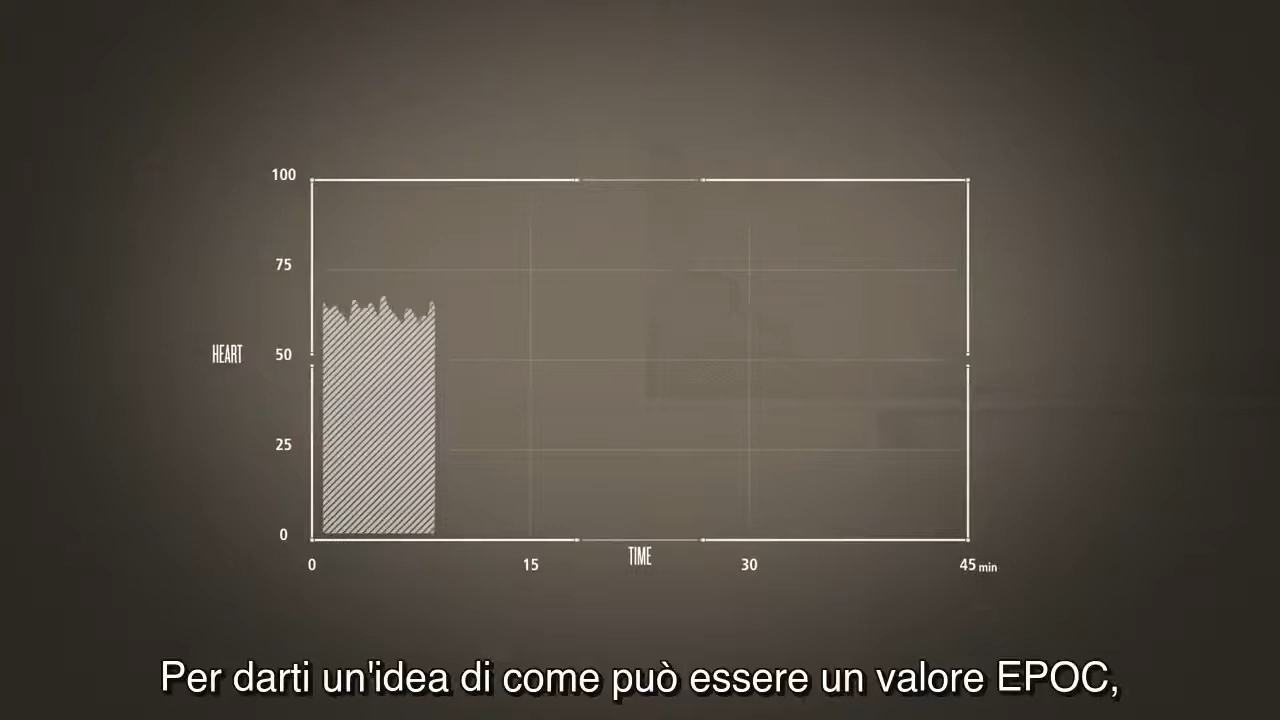 100
75
HEART 50
25
0
TIME
0 15 30 45 min
Per darti un'idea di come può essere un valore EPOC,